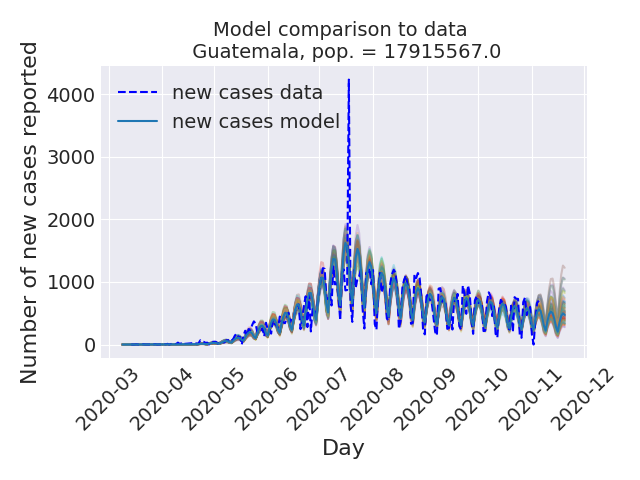 Model comparison to data
Guatemala, pop. = 17915567.0
Number of new cases reported
4000
3000
2000
1000
0
new cases data
new cases model
2020-03
2020-04
2020-05
2020-06
2020-07
2020-08
2020-09
2020-10
2020-11
2020-12
Day